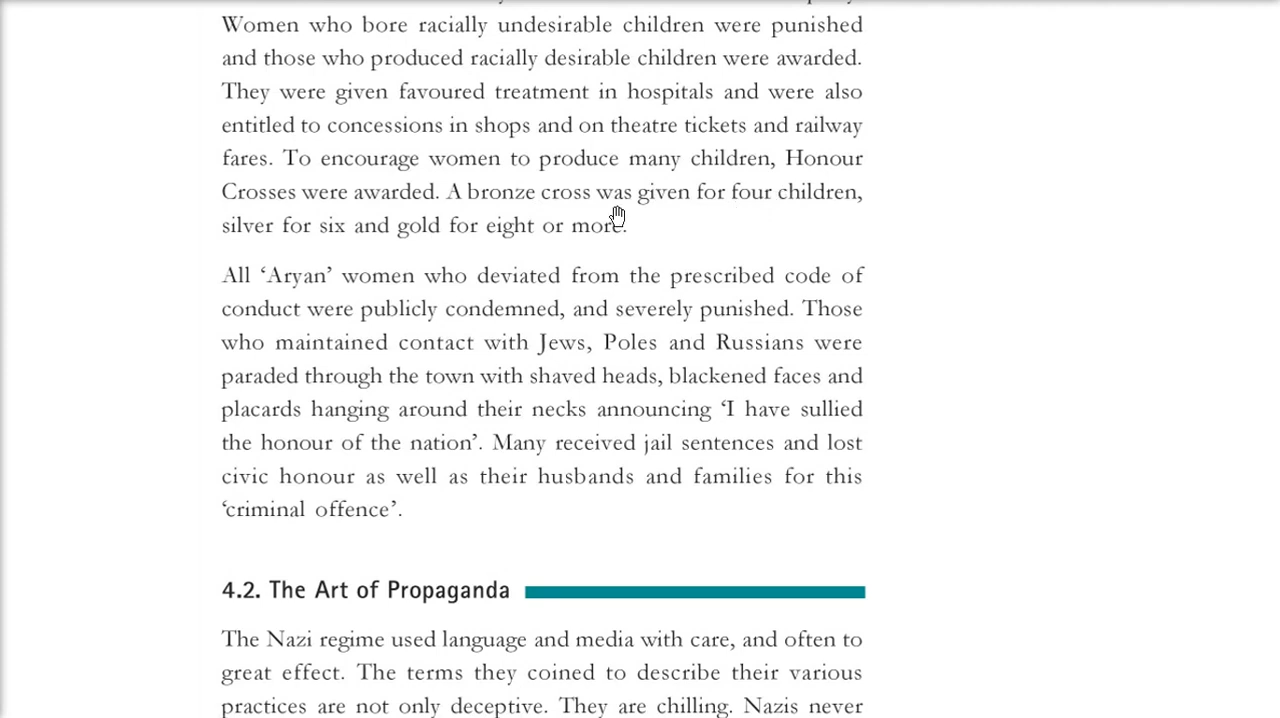 Women who bore racially undesirable children were punished
and those who produced racially desirable children were awarded.
They were given favoured treatment in hospitals and were also
entitled to concessions in shops and on theatre tickets and railway
fares. To encourage women to produce many children, Honour
Crosses were awarded. A bronze cross was given for four children,
silver for six and gold for eight or more.
All ‘Aryan’ women who deviated from the prescribed code of
conduct were publicly condemned, and severely punished. Those
who maintained contact with Jews, Poles and Russians were
paraded through the town with shaved heads, blackened faces and
placards hanging around their necks announcing ‘I have sullied
the honour of the nation’. Many received jail sentences and lost
civic honour as well as their husbands and families for this
‘criminal offence’.
4.2. The Art of Propaganda
The Nazi regime used language and media with care, and often to
great effect. The terms they coined to describe their various
practices are not only deceptive. They are chilling. Nazis never